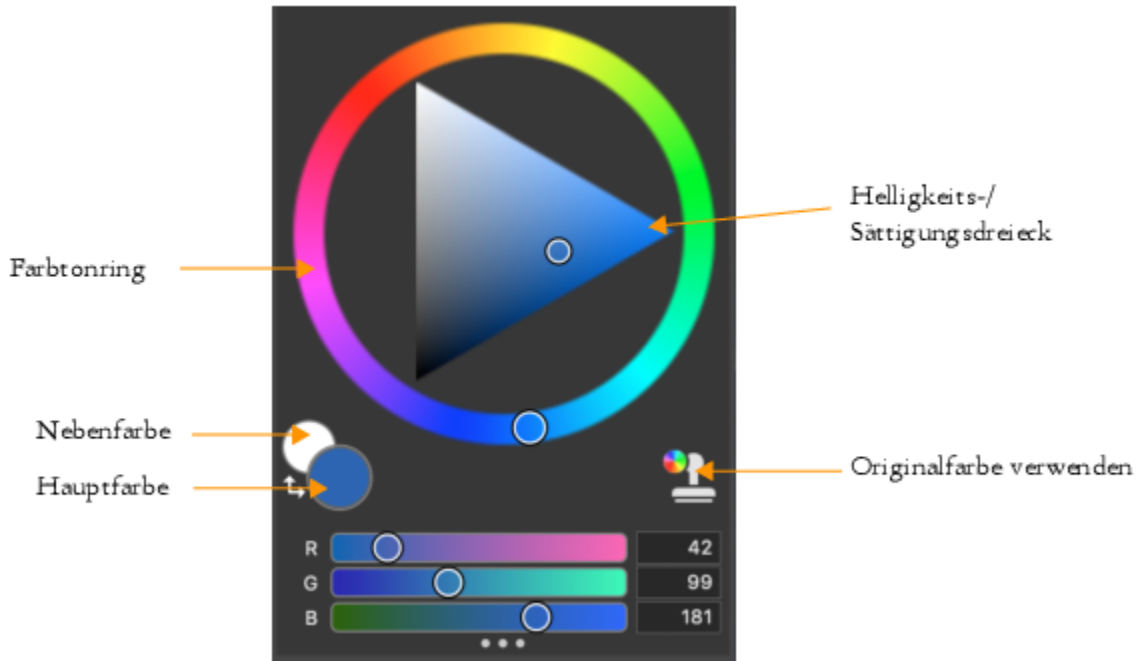 Helligkeits-/
Sättigungsdreieck
Farbtonring
Nebenfarbe
Hauptfarbe
Originalfarbe verwenden
R 42
G 99
B 181